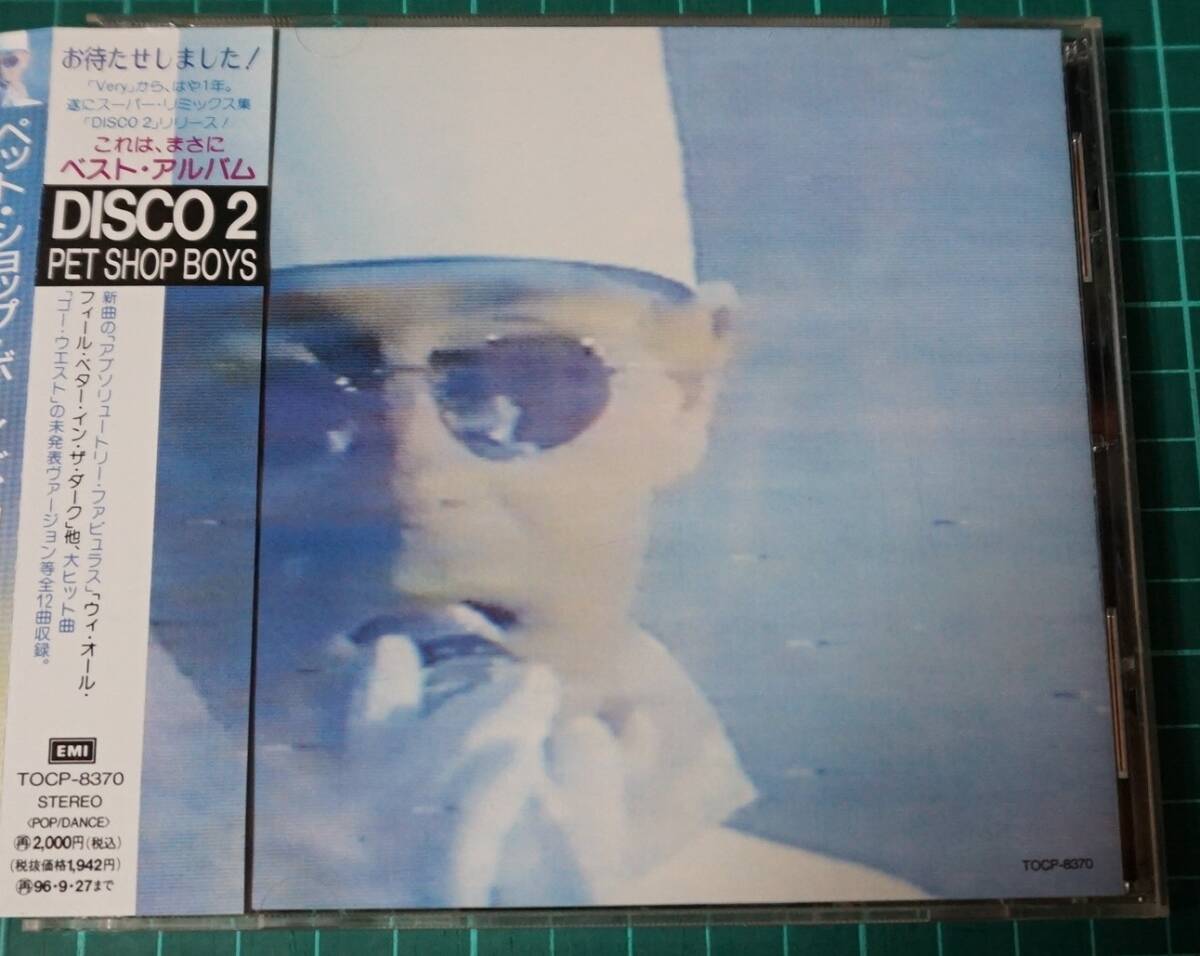 お待たせしました!
「Very」から、はや1年。
遂にスーパー・リミックス集
「DISCO 2」リリース!
これは、まさに
ベスト・アルバム
DISCO 2
PET SHOP BOYS
新曲の「アブソリュートリー・ファビュラス」、「ウィ・オール・
フィール・ベター・イン・ザ・ダーク」他、大ヒット曲
「ゴー・ウエスト」の未発表ヴァージョン等全12曲収録。
EMI
TOCP-8370
STEREO
〈POP/DANCE〉
再2,000円(税込)
(税抜価格1,942円)
再96・9・27まで
ペット・ショップ・ボ
TOCP-8370